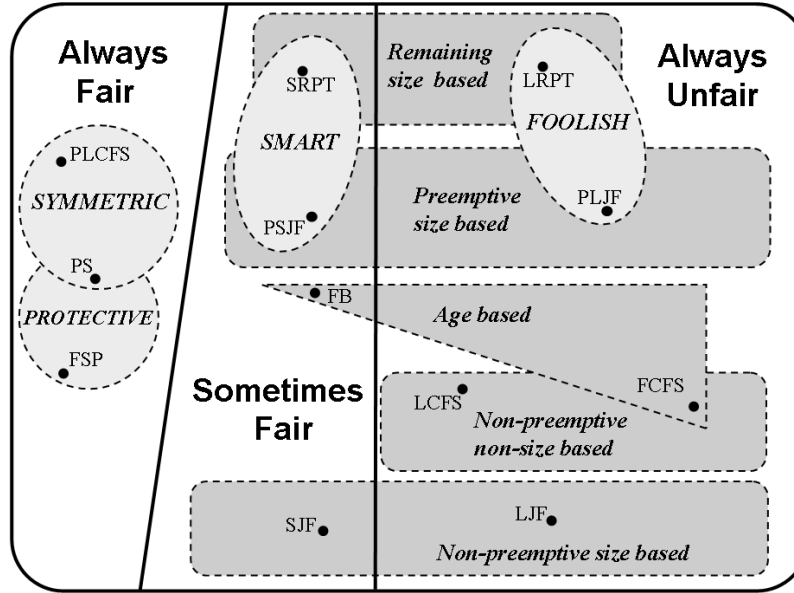 Always
Fair
PLCFS
SYMMETRIC
PS
PROTECTIVE
FSP
Sometimes
Fair
SRPT
SMART
PSJF
FB
SJF
Remaining
size based
LRPT
FOOLISH
PLJF
Preemptive
size based
Age based
LCFS
FCFS
Non-preemptive
non-size based
LJF
Non-preemptive size based
Always
Unfair